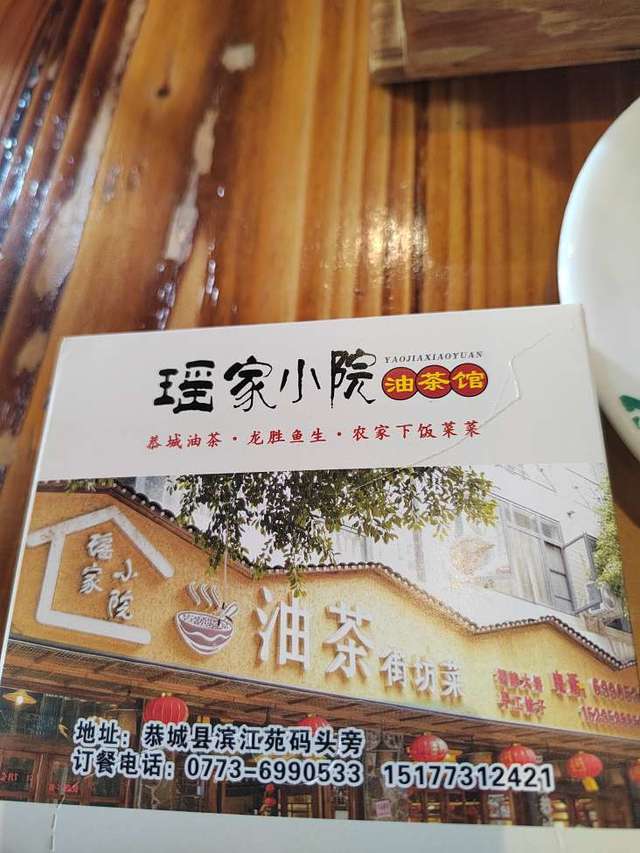 YAOJIAXIAOYUAN
瑶家小院 油茶馆
恭城油茶·龙胜鱼生·农家下饭菜菜
瑶家
小院
油茶 街坊菜
地址：恭城县滨江苑码头旁
订餐电话：0773-6990533 15177312421